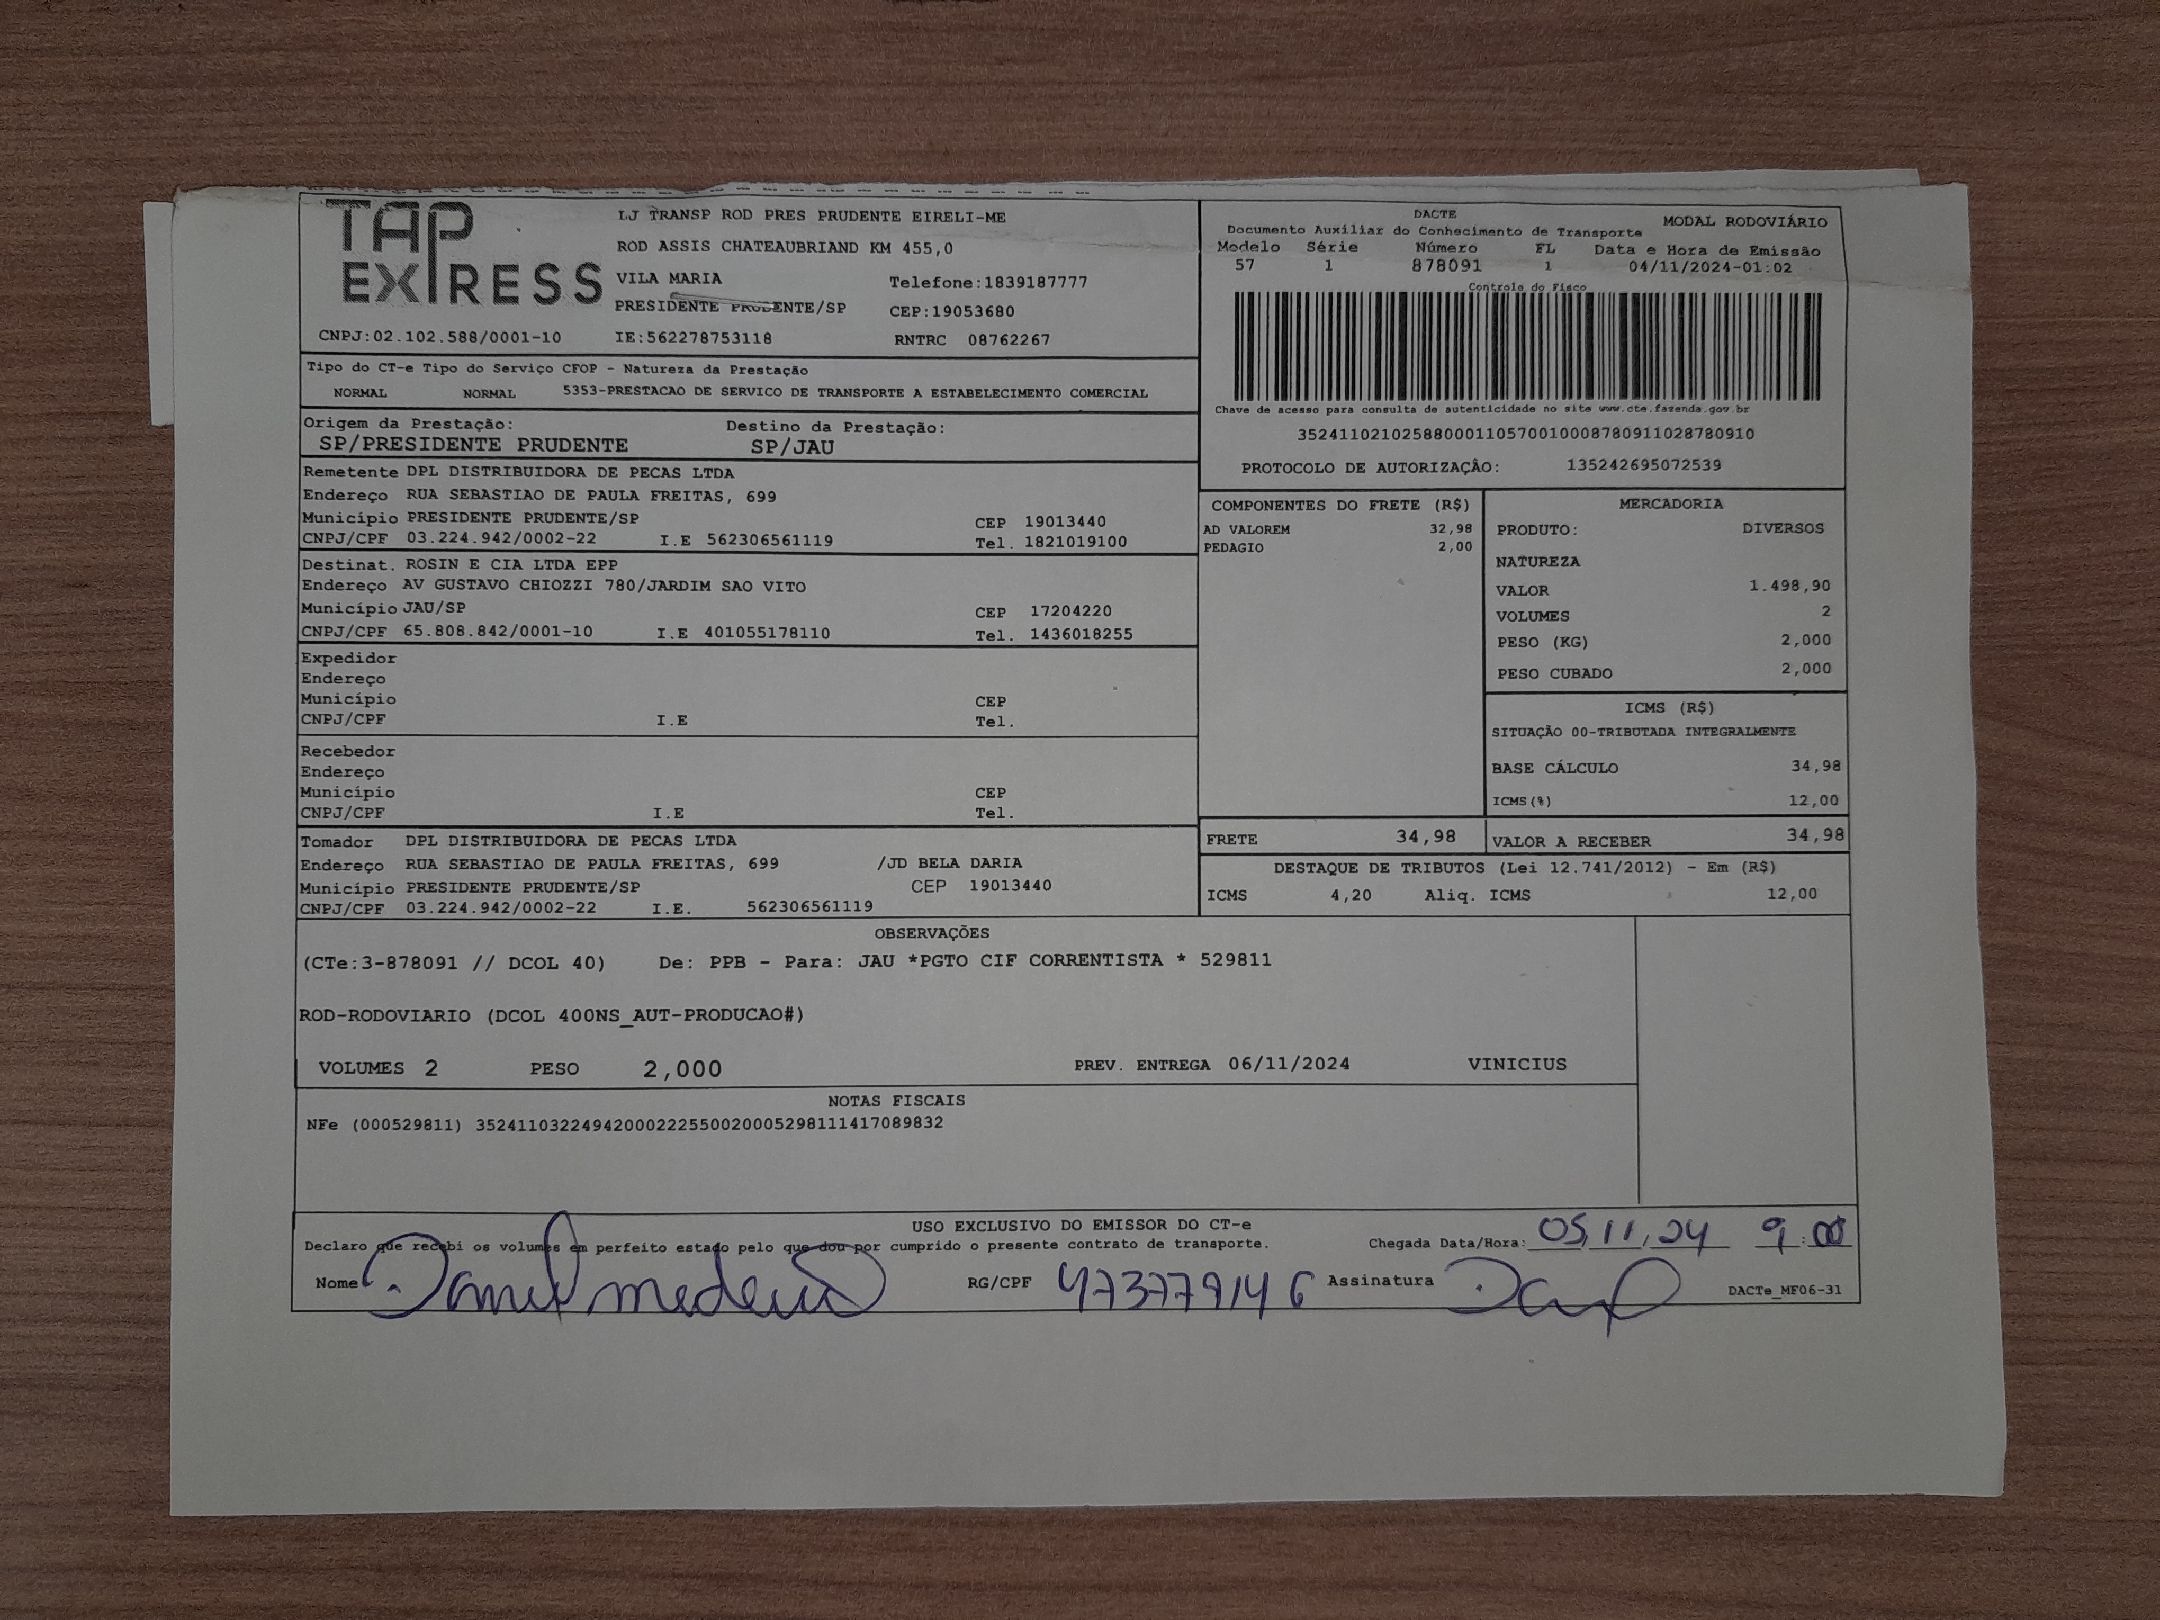 TAP EXPRESS
LJ TRANSP ROD PRES PRUDENTE EIRELI-ME
ROD ASSIS CHATEAUBRIAND KM 455,0
VILA MARIA Telefone:1839187777
PRESIDENTE PRUDENTE/SP CEP:19053680
CNPJ:02.102.588/0001-10 IE:562278753118 RNTRC 08762267
DACTE MODAL RODOVIÁRIO
Documento Auxiliar do Conhecimento de Transporte
Modelo Série Número FL Data e Hora de Emissão
57 1 878091 1 04/11/2024-01:02
Controle do Fisco
Chave de acesso para consulta de autenticidade no site www.cte.fazenda.gov.br
35241102102588000110570010008780911028780910
PROTOCOLO DE AUTORIZAÇÂO: 135242695072539
Tipo do CT-e Tipo do Serviço CFOP - Natureza da Prestação
NORMAL NORMAL 5353-PRESTACAO DE SERVICO DE TRANSPORTE A ESTABELECIMENTO COMERCIAL
Origem da Prestação: Destino da Prestação:
SP/PRESIDENTE PRUDENTE SP/JAU
Remetente DPL DISTRIBUIDORA DE PECAS LTDA
Endereço RUA SEBASTIAO DE PAULA FREITAS, 699
Município PRESIDENTE PRUDENTE/SP CEP 19013440
CNPJ/CPF 03.224.942/0002-22 I.E 562306561119 Tel. 1821019100
Destinat. ROSIN E CIA LTDA EPP
Endereço AV GUSTAVO CHIOZZI 780/JARDIM SAO VITO
Município JAU/SP CEP 17204220
CNPJ/CPF 65.808.842/0001-10 I.E 401055178110 Tel. 1436018255
Expedidor
Endereço
Município CEP
CNPJ/CPF I.E Tel.
Recebedor
Endereço
Município CEP
CNPJ/CPF I.E Tel.
Tomador DPL DISTRIBUIDORA DE PECAS LTDA
Endereço RUA SEBASTIAO DE PAULA FREITAS, 699 /JD BELA DARIA
Município PRESIDENTE PRUDENTE/SP CEP 19013440
CNPJ/CPF 03.224.942/0002-22 I.E. 562306561119
COMPONENTES DO FRETE (R$)
AD VALOREM 32,98
PEDAGIO 2,00
MERCADORIA
PRODUTO: DIVERSOS
NATUREZA
VALOR 1.498,90
VOLUMES 2
PESO (KG) 2,000
PESO CUBADO 2,000
ICMS (R$)
SITUAÇÃO 00-TRIBUTADA INTEGRALMENTE
BASE CÁLCULO 34,98
ICMS(%) 12,00
FRETE 34,98 VALOR A RECEBER 34,98
DESTAQUE DE TRIBUTOS (Lei 12.741/2012) - Em (R$)
ICMS 4,20 Aliq. ICMS 12,00
OBSERVAÇÕES
(CTe:3-878091 // DCOL 40) De: PPB - Para: JAU *PGTO CIF CORRENTISTA * 529811
ROD-RODOVIARIO (DCOL 400NS_AUT-PRODUCAO#)
VOLUMES 2 PESO 2,000 PREV. ENTREGA 06/11/2024 VINICIUS
NOTAS FISCAIS
NFe (000529811) 35241103224942000222550020005298111417089832
USO EXCLUSIVO DO EMISSOR DO CT-e
Declaro que recebi os volumes em perfeito estado pelo que dou por cumprido o presente contrato de transporte. Chegada Data/Hora: 05,11,24 9:00
Nome Daniel medeiros RG/CPF 473779146 Assinatura DACTe_MF06-31